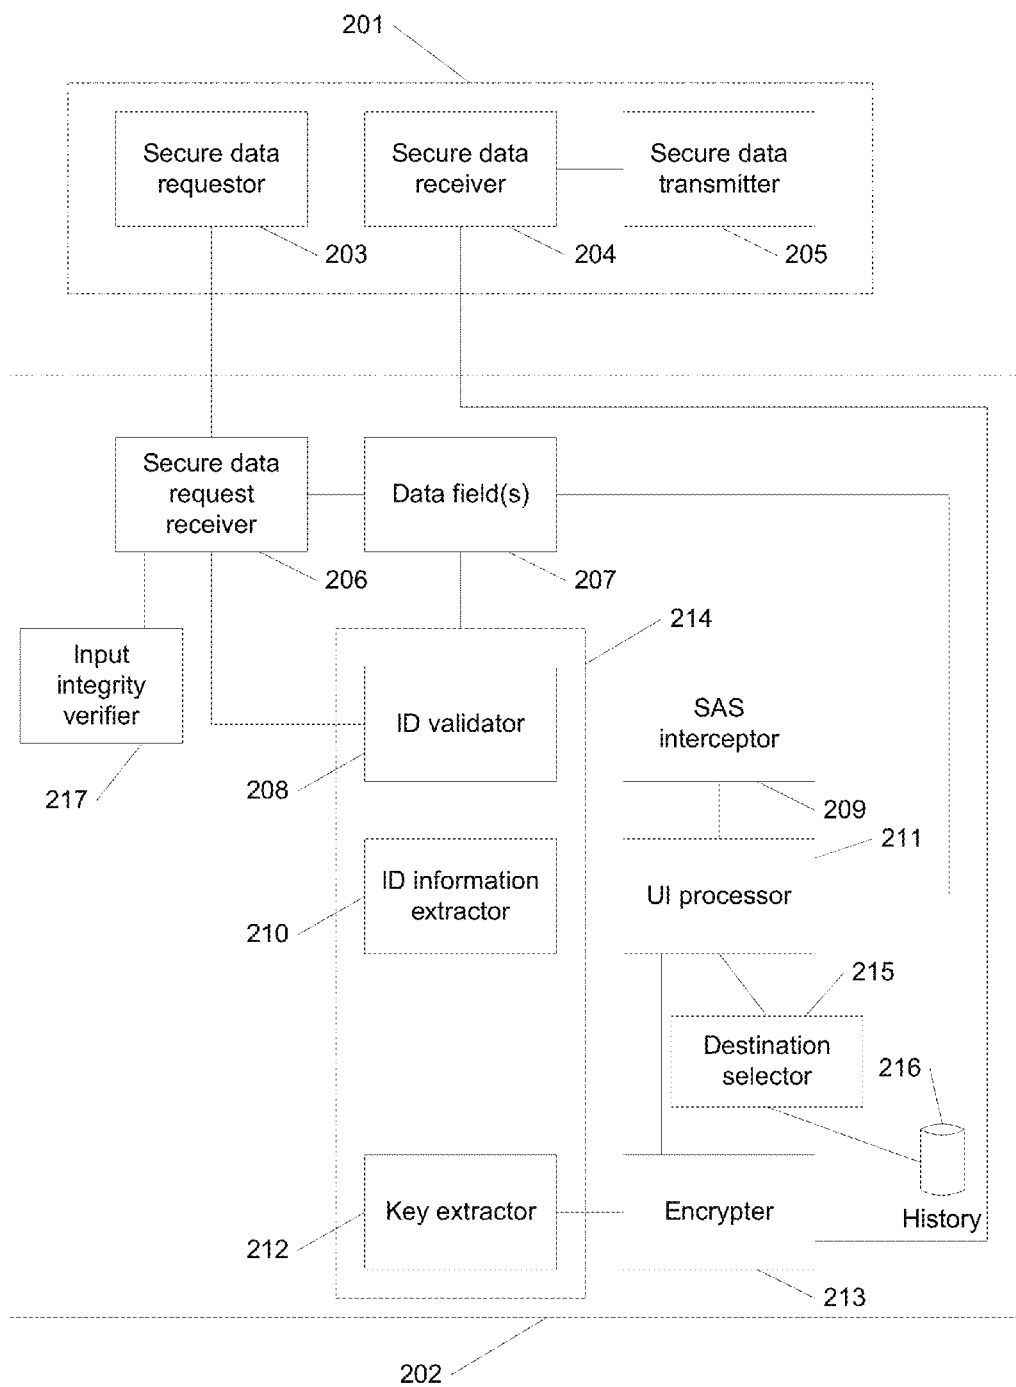 201
Secure data
requestor
Secure data
receiver
Secure data
transmitter
203
204
205
Secure data
request
receiver
Data field(s)
206
207
214
Input
integrity
verifier
ID validator
SAS
interceptor
217
208
209
211
ID information
extractor
UI processor
210
215
Destination
selector
216
Key extractor
Encrypter
History
212
213
202